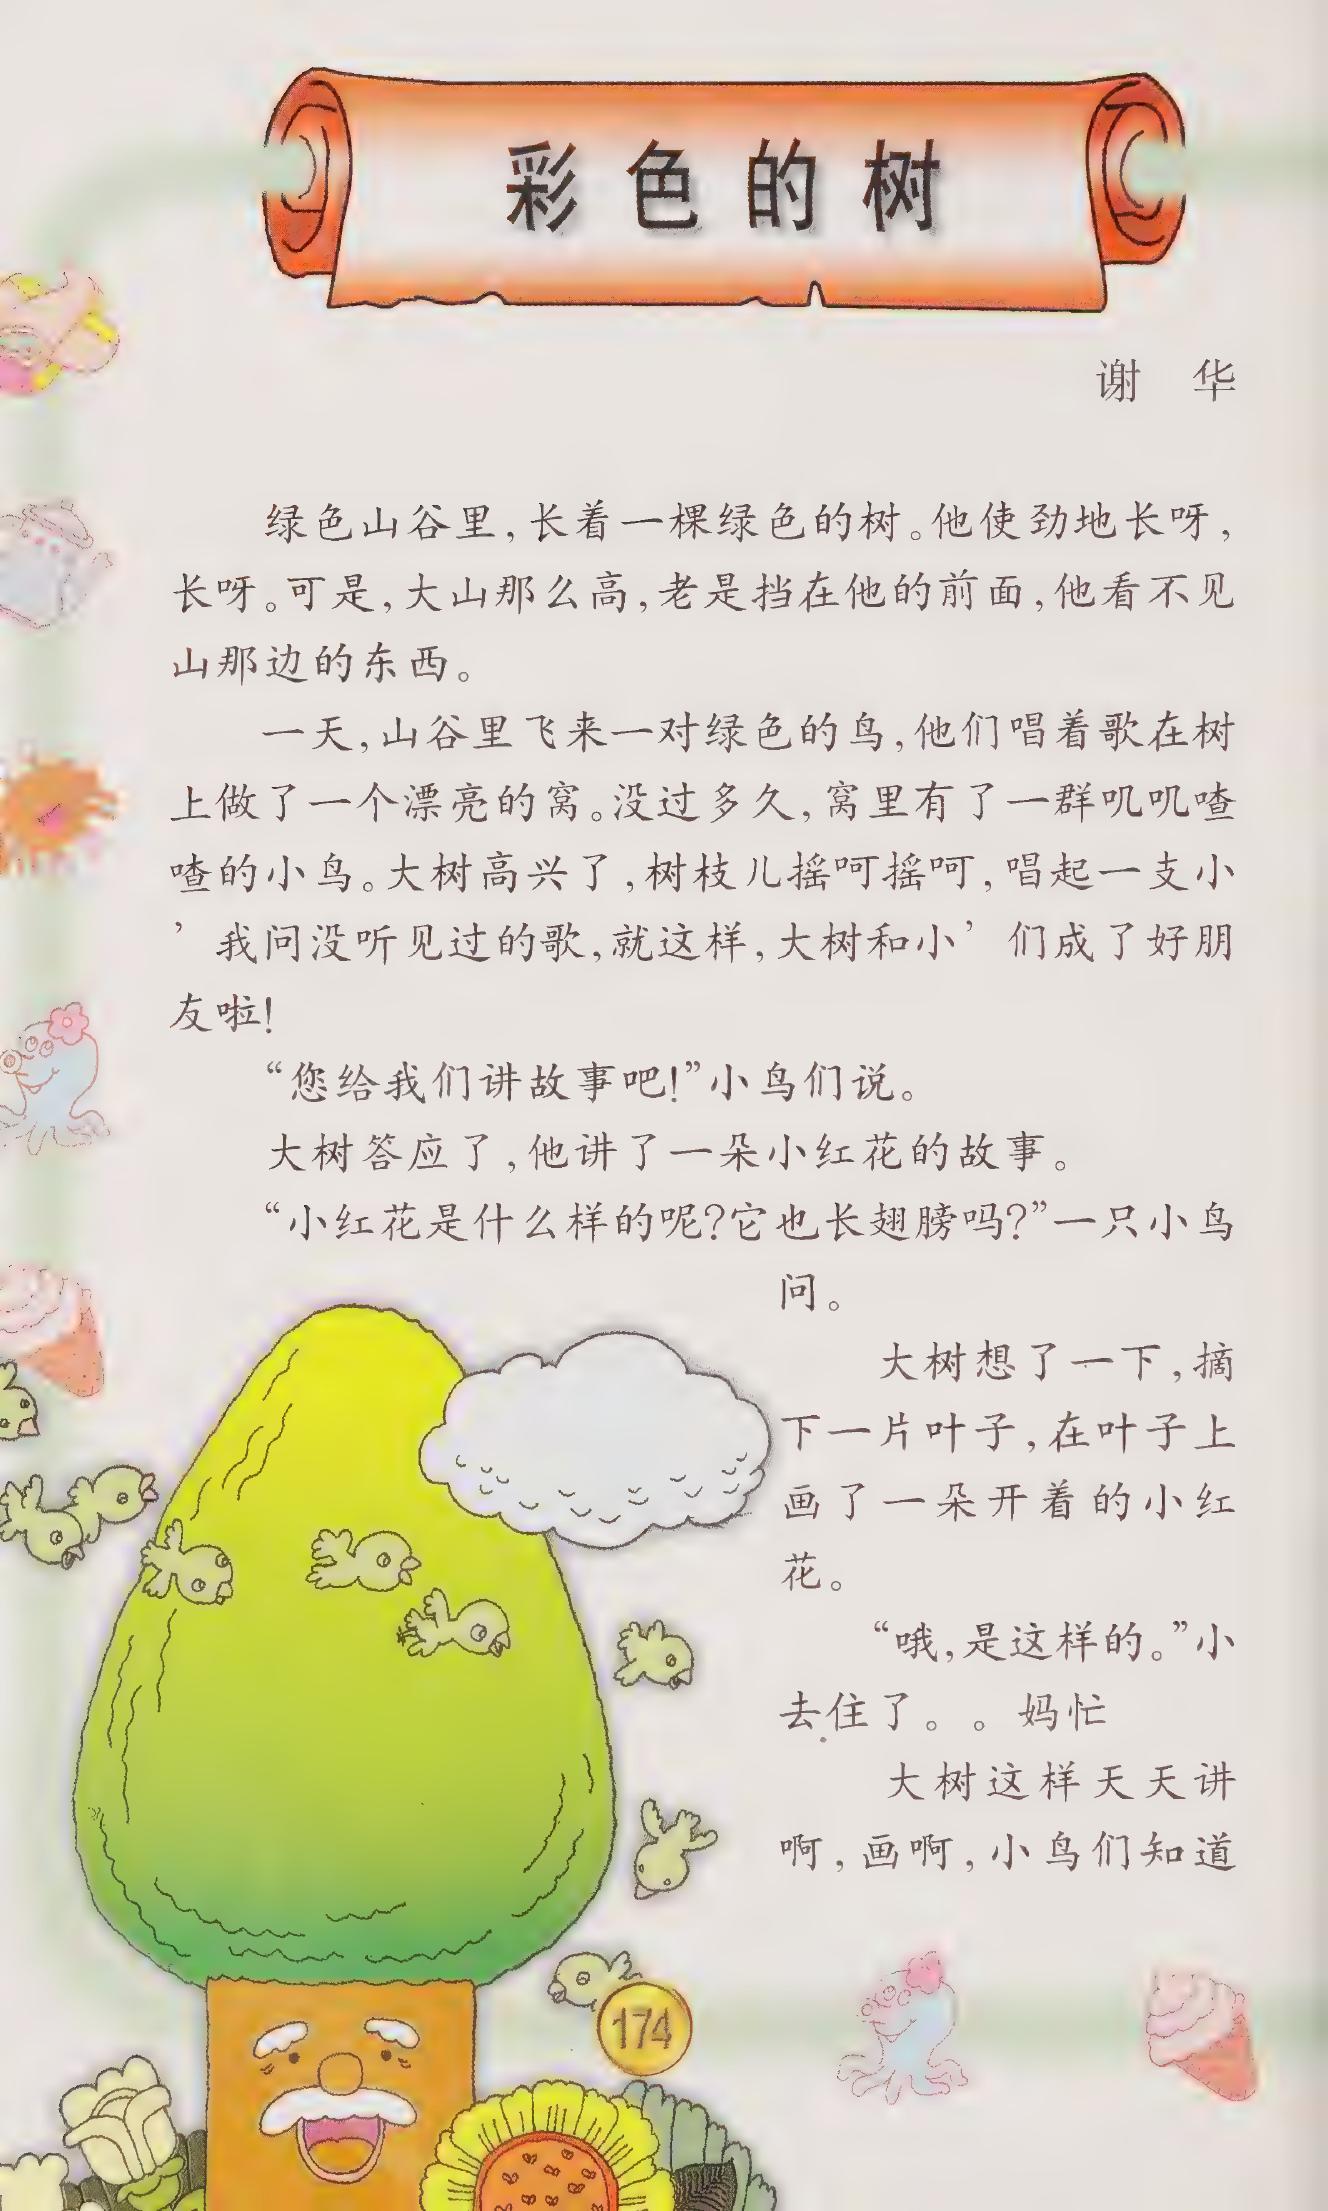 彩色的树
谢 华
绿色山谷里,长着一棵绿色的树。他使劲地长呀,
长呀。可是,大山那么高,老是挡在他的前面,他看不见
山那边的东西。
一天,山谷里飞来一对绿色的鸟,他们唱着歌在树
上做了一个漂亮的窝。没过多久,窝里有了一群叽叽喳
喳的小鸟。大树高兴了,树枝儿摇呵摇呵,唱起一支小
’我问没听见过的歌,就这样,大树和小’们成了好朋
友啦!
“您给我们讲故事吧!”小鸟们说。
大树答应了,他讲了一朵小红花的故事。
“小红花是什么样的呢?它也长翅膀吗?”一只小鸟
问。
大树想了一下,摘
下一片叶子,在叶子上
画了一朵开着的小红
花。
“哦,是这样的。”小
去住了。。妈忙
大树这样天天讲
啊,画啊,小鸟们知道
174